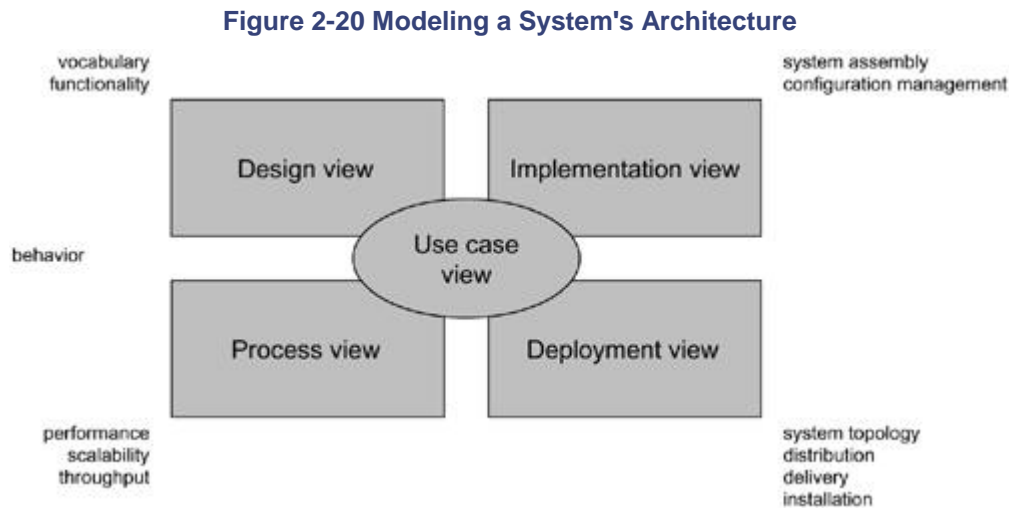 Figure 2-20 Modeling a System's Architecture
vocabulary
functionality
system assembly
configuration management
Design view
Implementation view
Use case
view
behavior
Process view
Deployment view
performance
scalability
throughput
system topology
distribution
delivery
installation